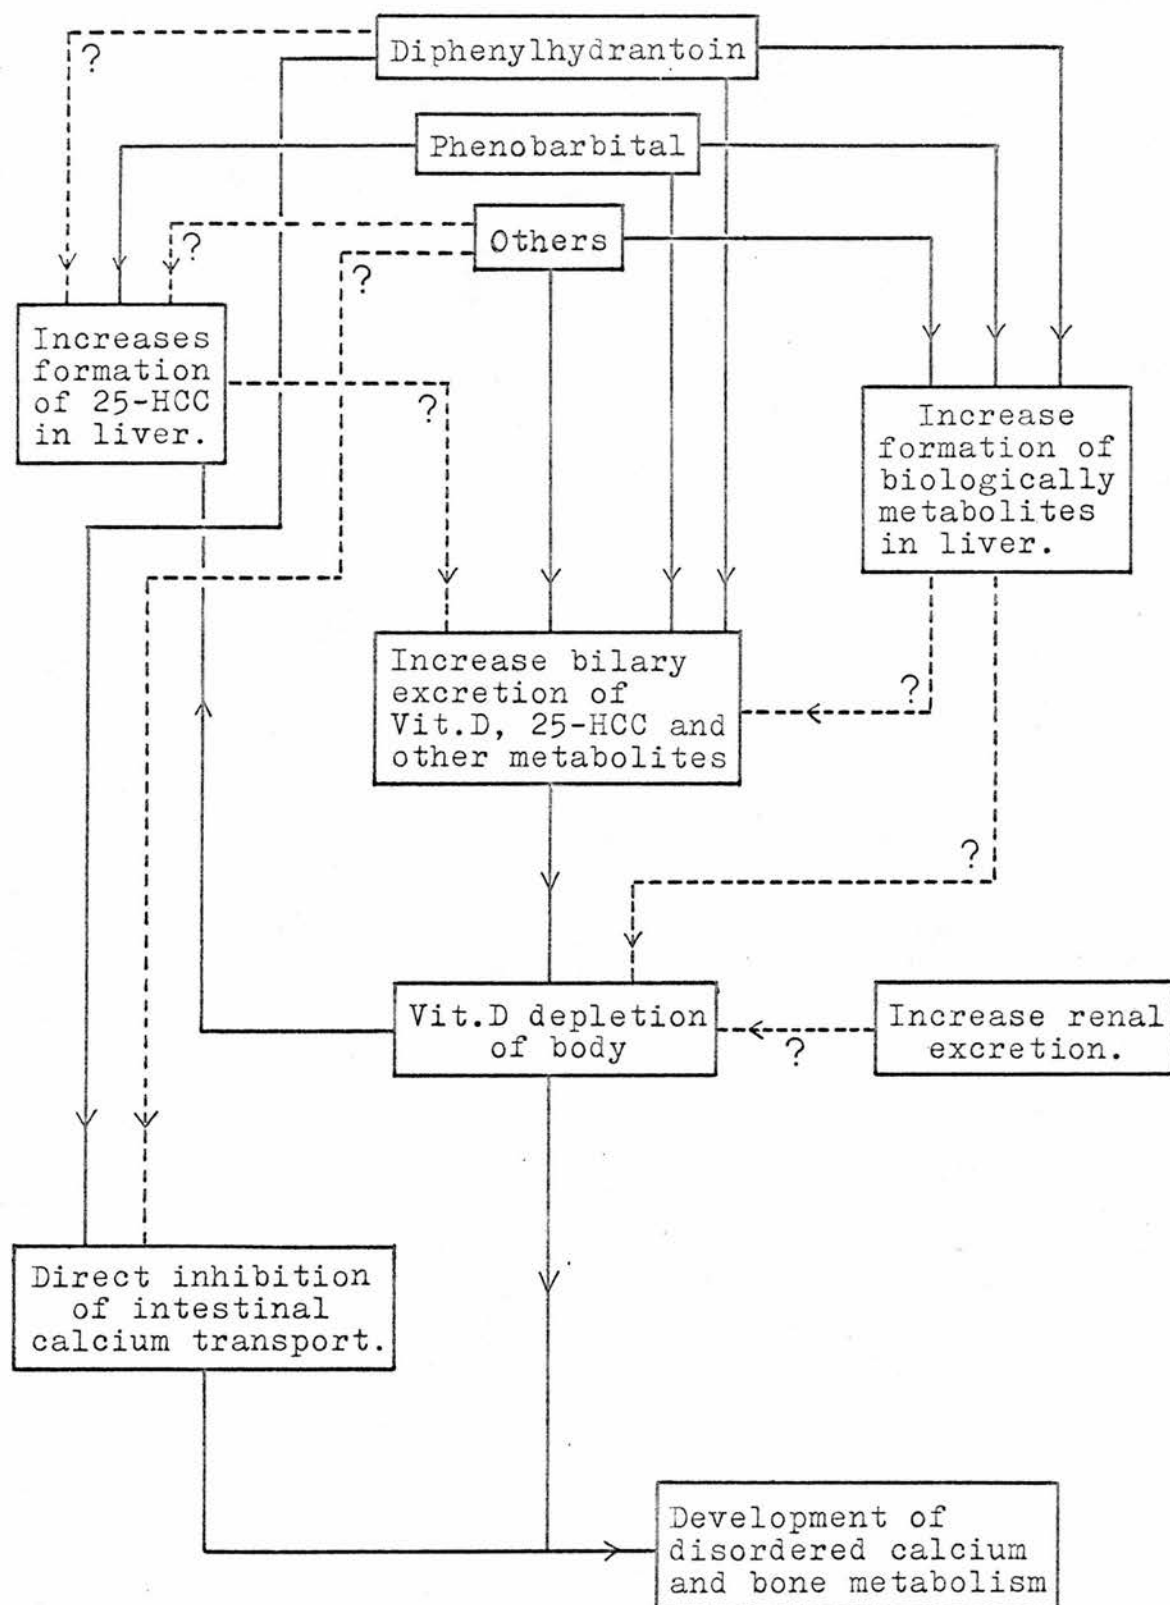 Diphenylhydrantoin
?
Phenobarbital
Others
?
?
Increases
formation
of 25-HCC
in liver.
?
Increase
formation of
biologically
metabolites
in liver.
Increase bilary
excretion of
Vit.D, 25-HCC and
other metabolites
?
?
Vit.D depletion
of body
?
Increase renal
excretion.
Direct inhibition
of intestinal
calcium transport.
Development of
disordered calcium
and bone metabolism